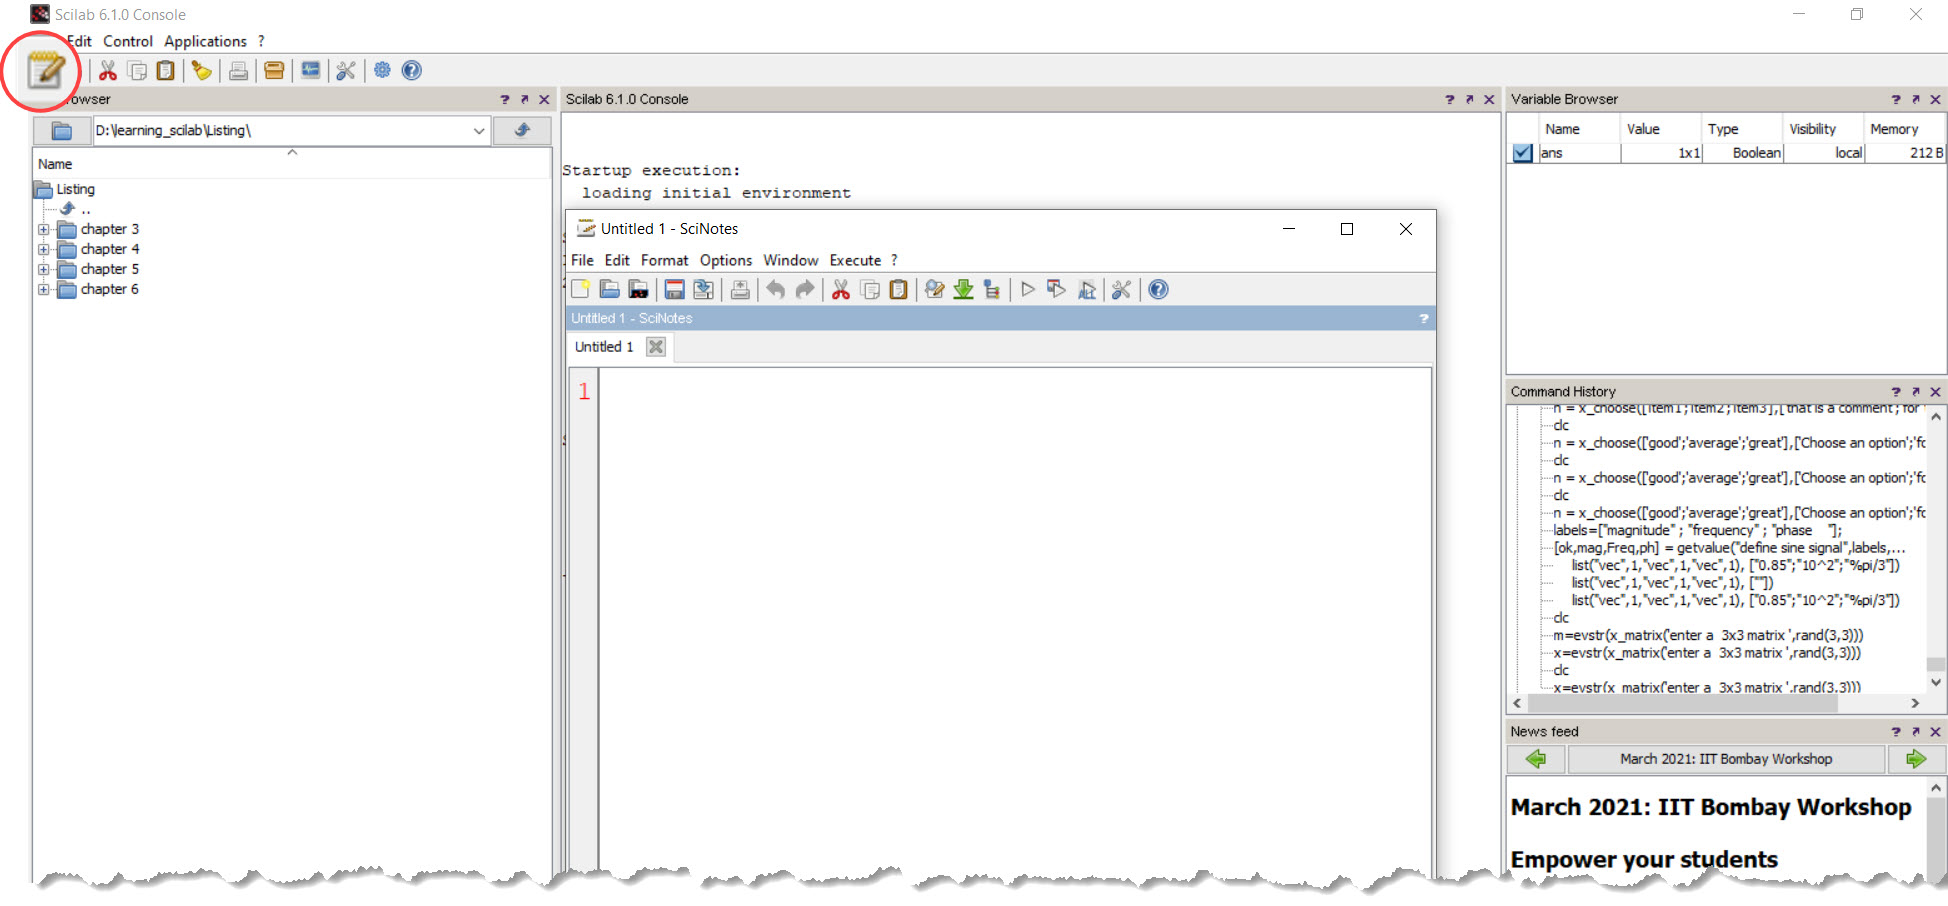 Scilab 6.1.0 Console
Edit Control Applications ?
Scilab 6.1.0 Console
Variable Browser
D:\learning_scilab\Listing\
Name
Listing
..
chapter 3
chapter 4
chapter 5
chapter 6
Startup execution:
loading initial environment
Untitled 1 - SciNotes
File Edit Format Options Window Execute ?
Untitled 1 - SciNotes
Untitled 1
1
Name Value Type Visibility Memory
ans 1x1 Boolean local 212 B
Command History
n = x_choose(['item1';'item2';'item3'],['that is a comment';'for
clc
n = x_choose(['good';'average';'great'],['Choose an option';'fo
clc
n = x_choose(['good';'average';'great'],['Choose an option';'fo
clc
n = x_choose(['good';'average';'great'],['Choose an option';'fo
labels=["magnitude" ; "frequency" ; "phase    "];
[ok,mag,Freq,ph] = getvalue("define sine signal",labels,...
list("vec",1,"vec",1,"vec",1), ["0.85";"10^2";"%pi/3"])
list("vec",1,"vec",1,"vec",1), [""])
list("vec",1,"vec",1,"vec",1), ["0.85";"10^2";"%pi/3"])
clc
m=evstr(x_matrix('enter a  3x3 matrix ',rand(3,3)))
x=evstr(x_matrix('enter a  3x3 matrix ',rand(3,3)))
clc
x=evstr(x_matrix('enter a  3x3 matrix ',rand(3,3)))
News feed
March 2021: IIT Bombay Workshop
March 2021: IIT Bombay Workshop
Empower your students